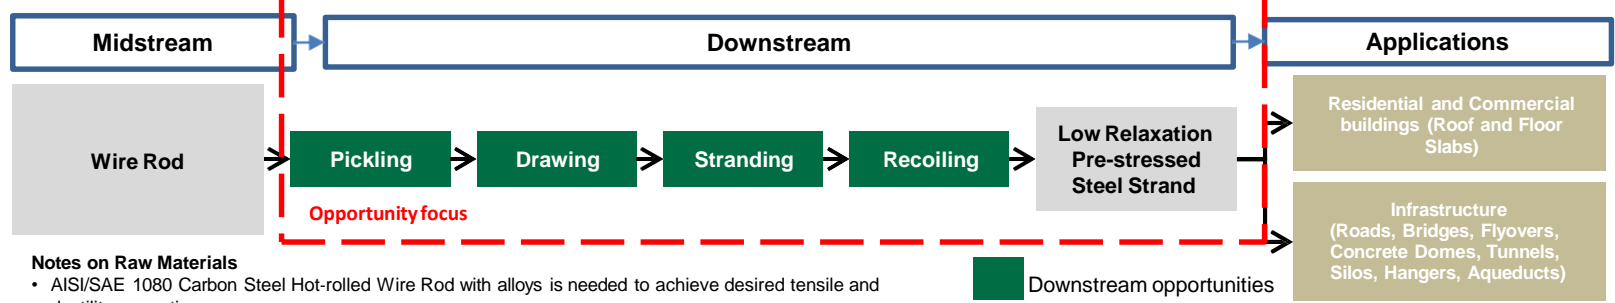 Midstream
Downstream
Applications
Wire Rod
Pickling
Drawing
Stranding
Recoiling
Low Relaxation
Pre-stressed
Steel Strand
Residential and Commercial
buildings (Roof and Floor
Slabs)
Opportunity focus
Infrastructure
(Roads, Bridges, Flyovers,
Concrete Domes, Tunnels,
Silos, Hangers, Aqueducts)
Notes on Raw Materials
• AISI/SAE 1080 Carbon Steel Hot-rolled Wire Rod with alloys is needed to achieve desired tensile and
Downstream opportunities